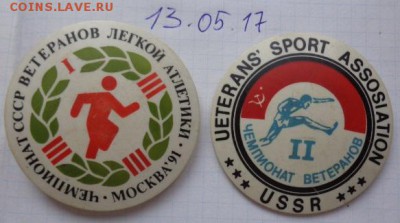 COINS.LAVE.RU
13.05.17
ЧЕМПИОНАТ СССР ВЕТЕРАНОВ ЛЕГКОЙ АТЛЕТИКИ • МОСКВА'91 •
I
UETERANS' SPORT ASSOSIATION
ЧЕМПИОНАТ ВЕТЕРАНОВ
II
USSR